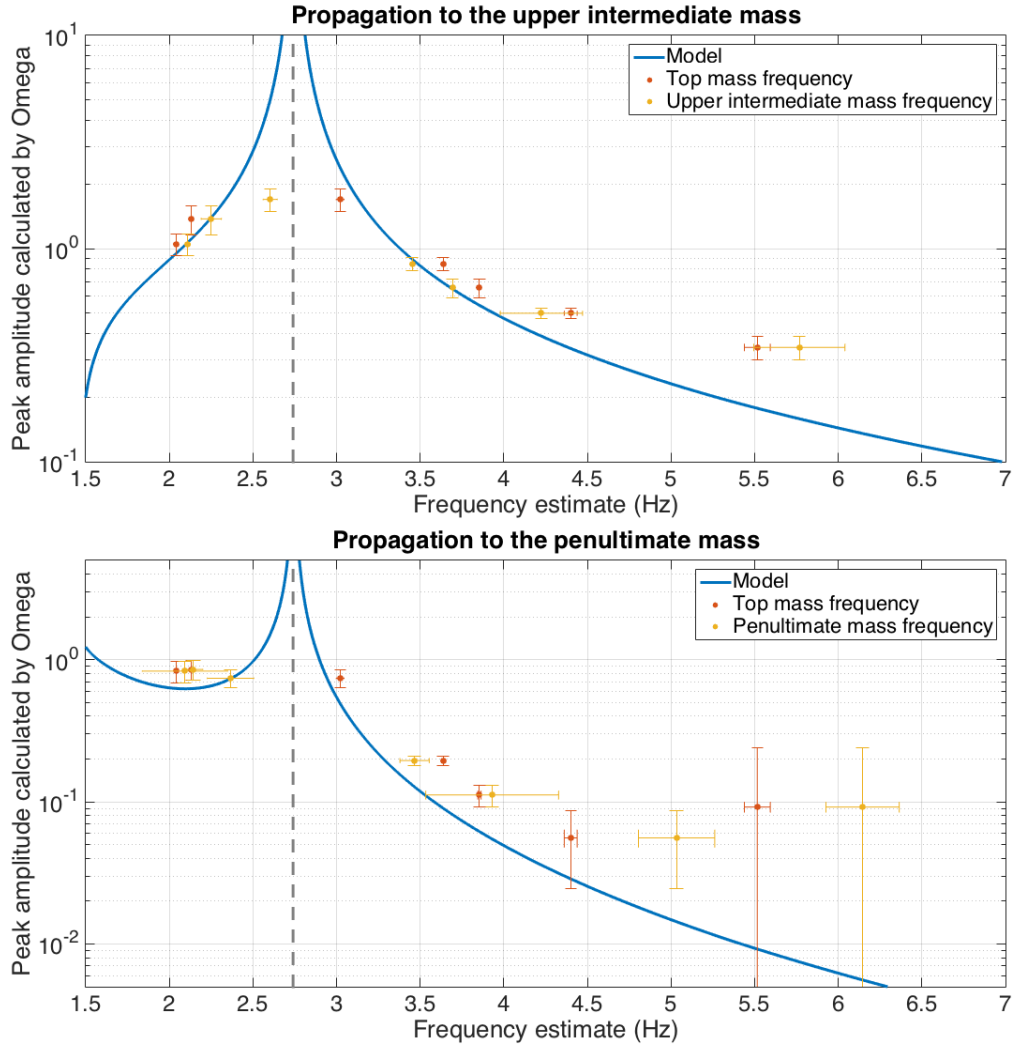 Propagation to the upper intermediate mass
Peak amplitude calculated by Omega
10^1
10^0
10^-1
Model
Top mass frequency
Upper intermediate mass frequency
1.5 2 2.5 3 3.5 4 4.5 5 5.5 6 6.5 7
Frequency estimate (Hz)
Propagation to the penultimate mass
Peak amplitude calculated by Omega
10^0
10^-1
10^-2
Model
Top mass frequency
Penultimate mass frequency
1.5 2 2.5 3 3.5 4 4.5 5 5.5 6 6.5 7
Frequency estimate (Hz)